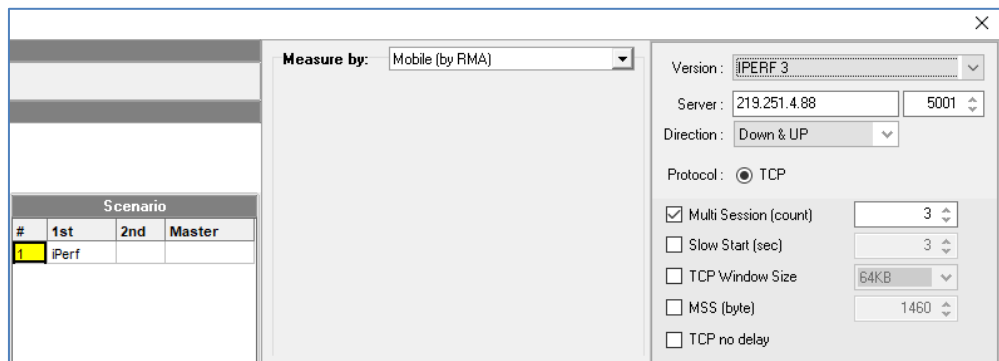 Scenario
# 1st 2nd Master
1 iPerf
Measure by: Mobile (by RMA)
Version : IPERF 3
Server : 219.251.4.88 5001
Direction : Down & UP
Protocol : TCP
Multi Session (count) 3
Slow Start (sec) 3
TCP Window Size 64KB
MSS (byte) 1460
TCP no delay